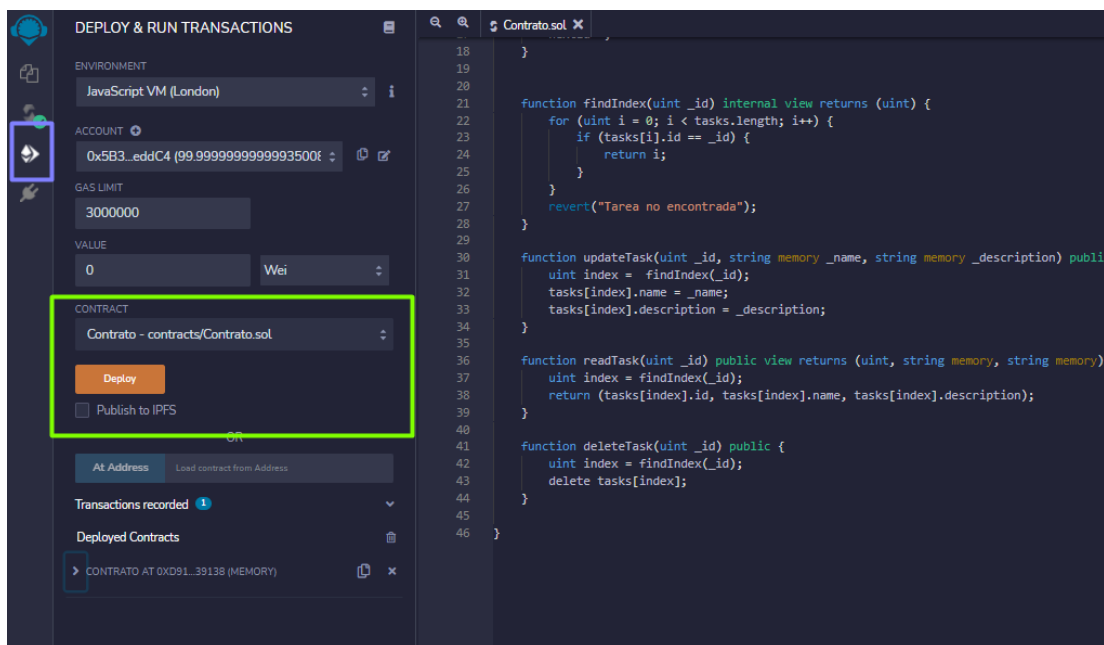 DEPLOY & RUN TRANSACTIONS
ENVIRONMENT
JavaScript VM (London)
i
ACCOUNT
0x5B3...eddC4 (99.99999999999935008
GAS LIMIT
3000000
VALUE
0
Wei
CONTRACT
Contrato - contracts/Contrato.sol
Deploy
Publish to IPFS
OR
At Address
Load contract from Address
Transactions recorded 1
Deployed Contracts
CONTRATO AT 0XD91...39138 (MEMORY)
Contrato.sol
18 }
19
20
21 function findIndex(uint _id) internal view returns (uint) {
22 for (uint i = 0; i < tasks.length; i++) {
23 if (tasks[i].id == _id) {
24 return i;
25 }
26 }
27 revert("Tarea no encontrada");
28 }
29
30 function updateTask(uint _id, string memory _name, string memory _description) publi
31 uint index =  findIndex(_id);
32 tasks[index].name = _name;
33 tasks[index].description = _description;
34 }
35
36 function readTask(uint _id) public view returns (uint, string memory, string memory)
37 uint index = findIndex(_id);
38 return (tasks[index].id, tasks[index].name, tasks[index].description);
39 }
40
41 function deleteTask(uint _id) public {
42 uint index = findIndex(_id);
43 delete tasks[index];
44 }
45
46 }